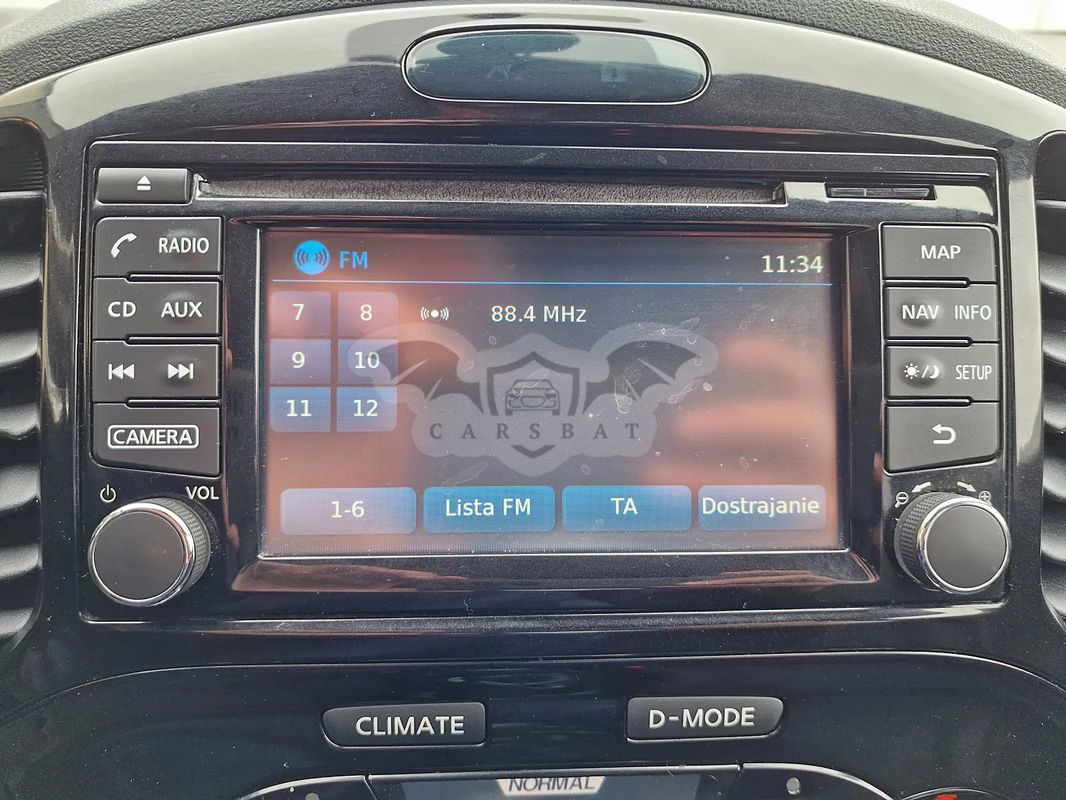 RADIO
CD AUX
CAMERA
VOL
FM 11:34
7 8 88.4 MHz
9 10
11 12
CARSBAT
1-6 Lista FM TA Dostrajanie
MAP
NAV INFO
SETUP
CLIMATE D-MODE
NORMAL